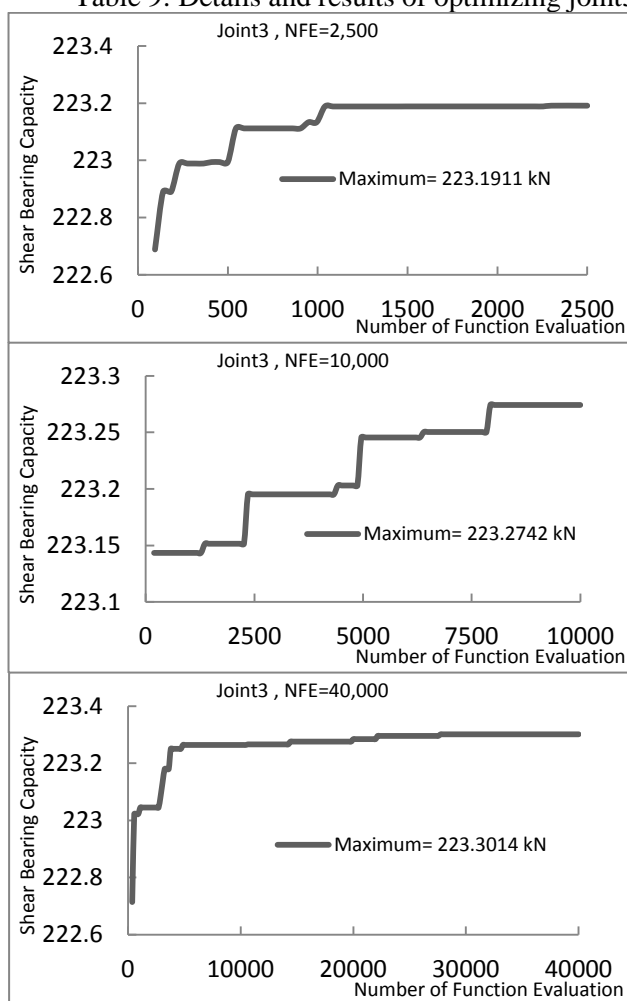 Table 9. Details and results of optimizing joint3
Joint3 , NFE=2,500
Shear Bearing Capacity
223.4
223.2
223
222.8
222.6
Maximum= 223.1911 kN
0 500 1000 1500 2000 2500
Number of Function Evaluation
Joint3 , NFE=10,000
Shear Bearing Capacity
223.3
223.25
223.2
223.15
223.1
Maximum= 223.2742 kN
0 2500 5000 7500 10000
Number of Function Evaluation
Joint3 , NFE=40,000
Shear Bearing Capacity
223.4
223.2
223
222.8
222.6
Maximum= 223.3014 kN
0 10000 20000 30000 40000
Number of Function Evaluation